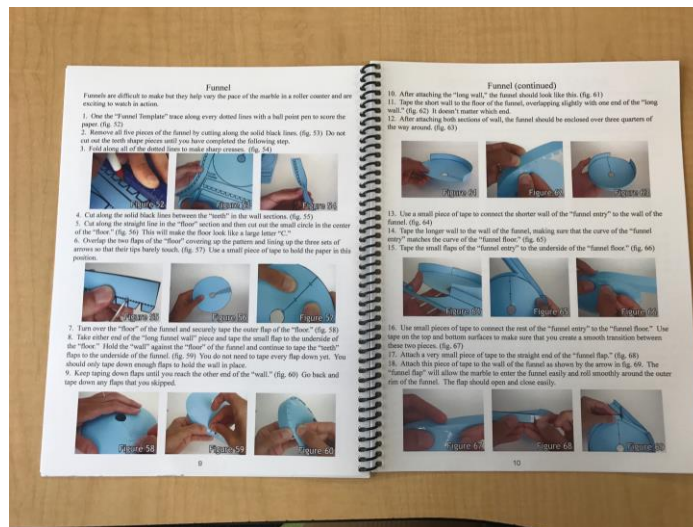 Funnel
Funnels are difficult to make but they help vary the pace of the marble in a roller coaster and are
exciting to watch in action.
1. One the "Funnel Template" trace along every dotted lines with a ball point pen to score the
paper. (fig. 52)
2. Remove all five pieces of the funnel by cutting along the solid black lines. (fig. 53) Do not
cut out the teeth shape pieces until you have completed the following step.
3. Fold along all of the dotted lines to make sharp creases. (fig. 54)
Figure 52
Figure 53
Figure 54
4. Cut along the solid black lines between the "teeth" in the wall sections. (fig. 55)
5. Cut along the straight line in the "floor" section and then cut out the small circle in the center
of the "floor." (fig. 56) This will make the floor look like a large letter "C."
6. Overlap the two flaps of the "floor" covering up the pattern and lining up the three sets of
arrows so that their tips barely touch. (fig. 57) Use a small piece of tape to hold the paper in this
position.
Figure 55
Figure 56
Figure 57
7. Turn over the "floor" of the funnel and securely tape the outer flap of the "floor." (fig. 58)
8. Take either end of the "long funnel wall" piece and tape the small flap to the underside of
the "floor." Hold the "wall" against the "floor" of the funnel and continue to tape the "teeth"
flaps to the underside of the funnel. (fig. 59) You do not need to tape every flap down yet. You
should only tape down enough flaps to hold the wall in place.
9. Keep taping down flaps until you reach the other end of the "wall." (fig. 60) Go back and
tape down any flaps that you skipped.
Figure 58
Figure 59
Figure 60
9
Funnel (continued)
10. After attaching the "long wall," the funnel should look like this. (fig. 61)
11. Tape the short wall to the floor of the funnel, overlapping slightly with one end of the "long
wall." (fig. 62) It doesn't matter which end.
12. After attaching both sections of wall, the funnel should be enclosed over three quarters of
the way around. (fig. 63)
Figure 61
Figure 62
Figure 63
13. Use a small piece of tape to connect the shorter wall of the "funnel entry" to the wall of the
funnel. (fig. 64)
14. Tape the longer wall to the wall of the funnel, making sure that the curve of the "funnel
entry" matches the curve of the "funnel floor." (fig. 65)
15. Tape the small flaps of the "funnel entry" to the underside of the "funnel floor." (fig. 66)
Figure 65
Figure 66
16. Use small pieces of tape to connect the rest of the "funnel entry" to the "funnel floor." Use
tape on the top and bottom surfaces to make sure that you create a smooth transition between
these two pieces. (fig. 67)
17. Attach a very small piece of tape to the straight end of the "funnel flap." (fig. 68)
18. Attach this piece of tape to the wall of the funnel as shown by the arrow in fig. 69. The
"funnel flap" will allow the marble to enter the funnel easily and roll smoothly around the outer
rim of the funnel. The flap should open and close easily.
Figure 67
Figure 68
10